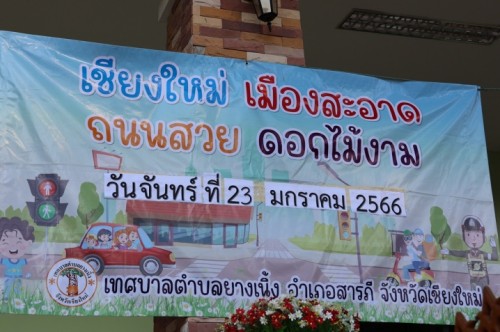 เชียงใหม่ เมืองสะอาด
ถนนสวย ดอกไม้งาม
วันจันทร์ ที่ 23 มกราคม 2566
เทศบาลตำบลยางเนิ้ง อำเภอสารภี จังหวัดเชียงใหม่